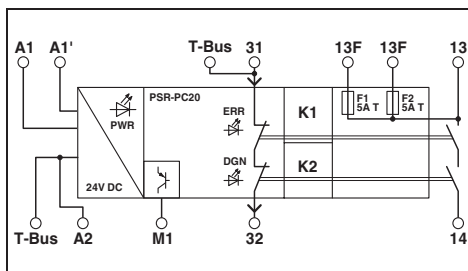 T-Bus 31 13F 13F 13
A1 A1'
PSR-PC20
PWR
ERR
K1
F1
5A T
F2
5A T
DGN
K2
24V DC
T-Bus A2 M1 32 14